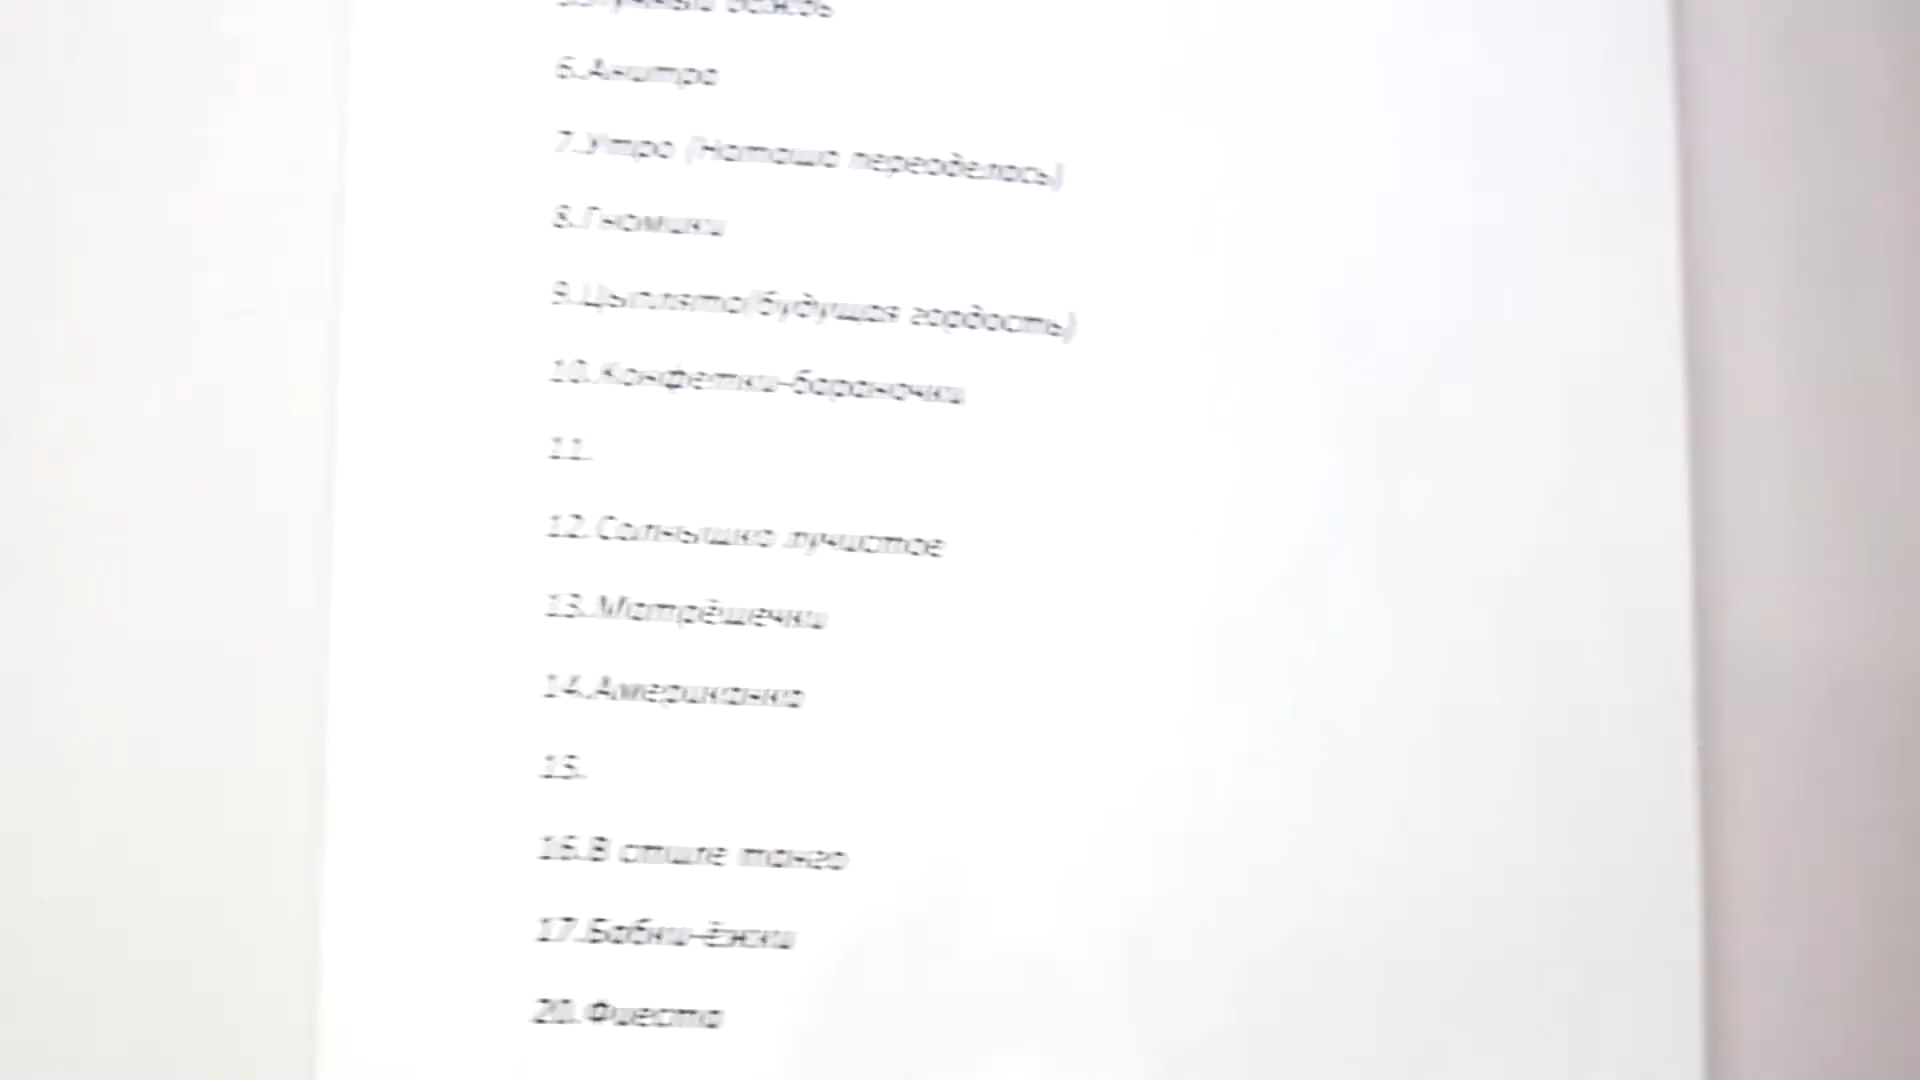 6.Анитра
7.Утро (Наташа переоделась)
8.Гномики
9.Цыплята(будущая гордость)
10.Конфетки-бараночки
11.
12.Солнышко лучистое
13.Матрёшечки
14.Американка
15.
16.В стиле танго
17.Бабки-ёжки
20.Фиеста